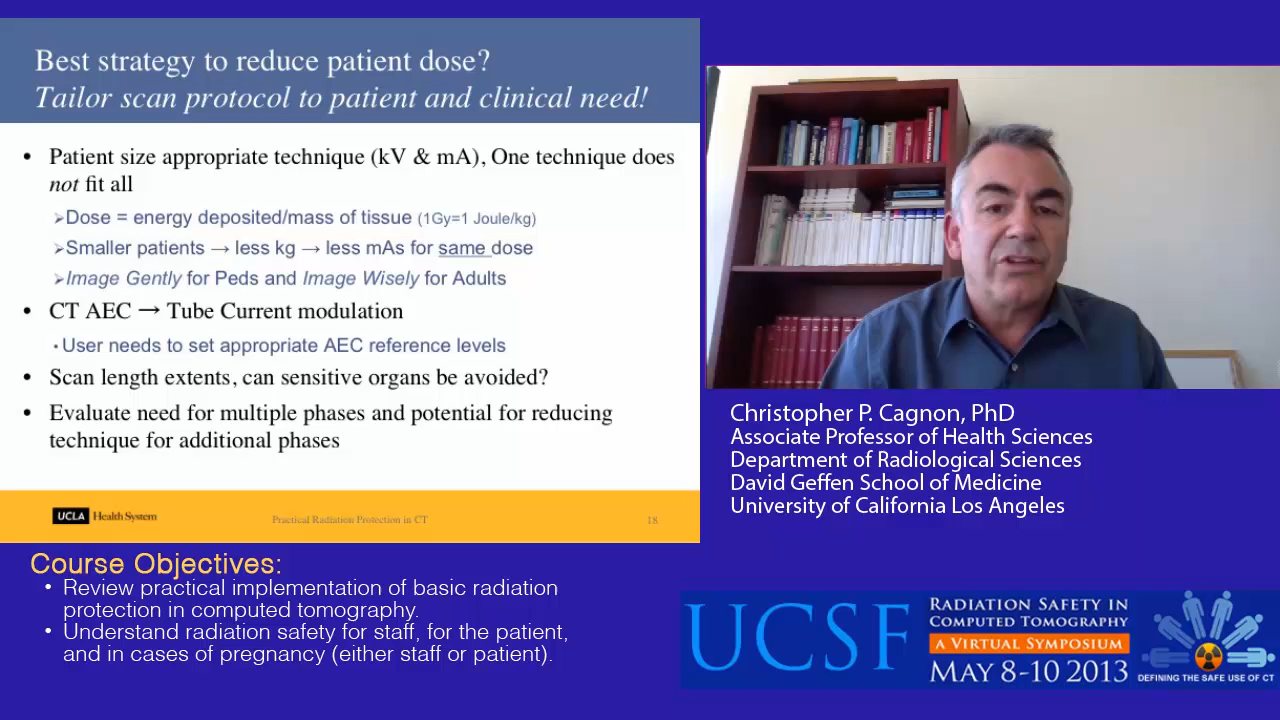 Best strategy to reduce patient dose?
Tailor scan protocol to patient and clinical need!
• Patient size appropriate technique (kV & mA), One technique does
not fit all
➢Dose = energy deposited/mass of tissue (1Gy=1 Joule/kg)
➢Smaller patients → less kg → less mAs for same dose
➢Image Gently for Peds and Image Wisely for Adults
• CT AEC → Tube Current modulation
• User needs to set appropriate AEC reference levels
• Scan length extents, can sensitive organs be avoided?
• Evaluate need for multiple phases and potential for reducing
technique for additional phases
UCLA Health System
Practical Radiation Protection in CT
18
Christopher P. Cagnon, PhD
Associate Professor of Health Sciences
Department of Radiological Sciences
David Geffen School of Medicine
University of California Los Angeles
Course Objectives:
• Review practical implementation of basic radiation
protection in computed tomography.
• Understand radiation safety for staff, for the patient,
and in cases of pregnancy (either staff or patient).
UCSF
RADIATION SAFETY IN
COMPUTED TOMOGRAPHY
A VIRTUAL SYMPOSIUM
MAY 8-10 2013
DEFINING THE SAFE USE OF CT